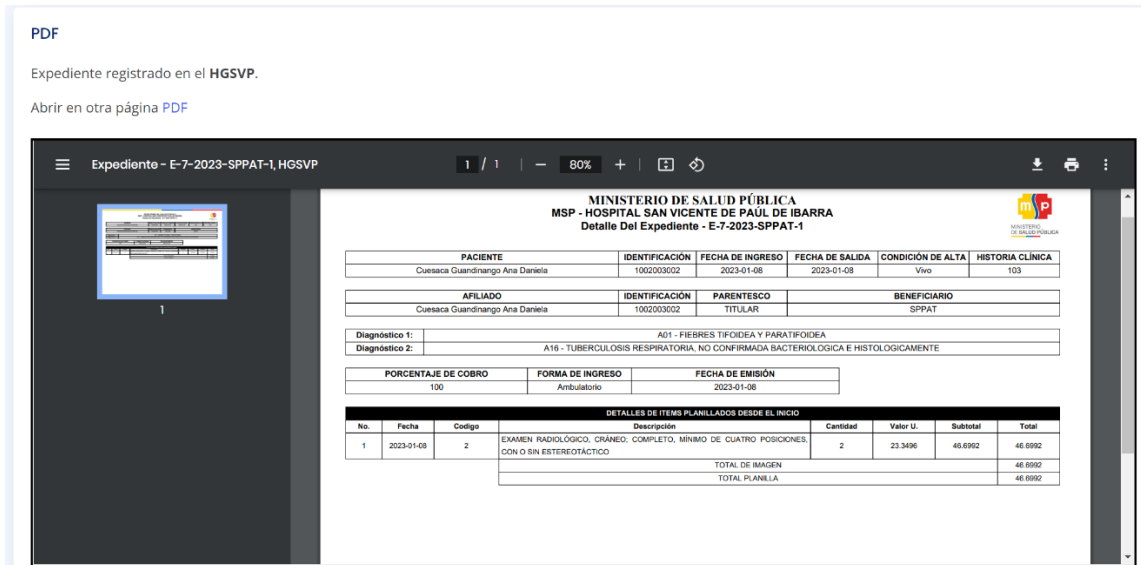 PDF
Expediente registrado en el HGSVP.
Abrir en otra página PDF
Expediente - E-7-2023-SPPAT-1, HGSVP 1 / 1 | − 80% + |
1
MINISTERIO DE SALUD PÚBLICA
MSP - HOSPITAL SAN VICENTE DE PAÚL DE IBARRA
Detalle Del Expediente - E-7-2023-SPPAT-1
msp
MINISTERIO
DE SALUD PÚBLICA
PACIENTE IDENTIFICACIÓN FECHA DE INGRESO FECHA DE SALIDA CONDICIÓN DE ALTA HISTORIA CLÍNICA
Cuesaca Guandinango Ana Daniela 1002003002 2023-01-08 2023-01-08 Vivo 103
AFILIADO IDENTIFICACIÓN PARENTESCO BENEFICIARIO
Cuesaca Guandinango Ana Daniela 1002003002 TITULAR SPPAT
Diagnóstico 1: A01 - FIEBRES TIFOIDEA Y PARATIFOIDEA
Diagnóstico 2: A16 - TUBERCULOSIS RESPIRATORIA, NO CONFIRMADA BACTERIOLOGICA E HISTOLOGICAMENTE
PORCENTAJE DE COBRO FORMA DE INGRESO FECHA DE EMISIÓN
100 Ambulatorio 2023-01-08
DETALLES DE ITEMS PLANILLADOS DESDE EL INICIO
No. Fecha Codigo Descripción Cantidad Valor U. Subtotal Total
1 2023-01-08 2 EXAMEN RADIOLÓGICO, CRÁNEO; COMPLETO, MÍNIMO DE CUATRO POSICIONES, 2 23.3496 46.6992 46.6992
CON O SIN ESTEREOTÁCTICO
TOTAL DE IMAGEN 46.6992
TOTAL PLANILLA 46.6992